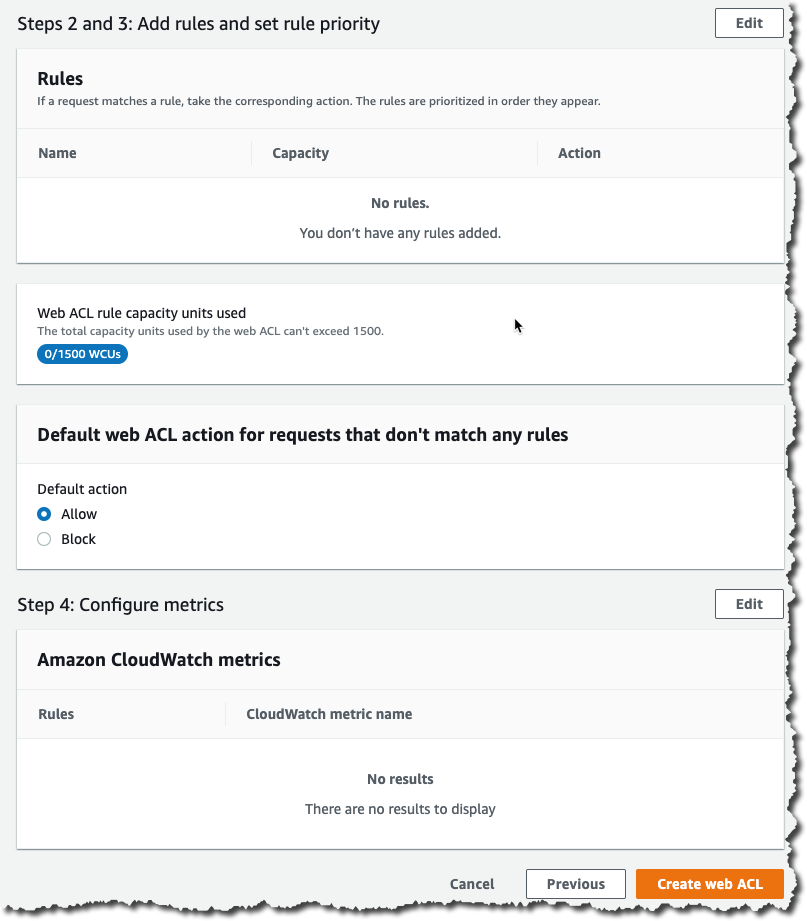 Steps 2 and 3: Add rules and set rule priority
Edit
Rules
If a request matches a rule, take the corresponding action. The rules are prioritized in order they appear.
Name
Capacity
Action
No rules.
You don't have any rules added.
Web ACL rule capacity units used
The total capacity units used by the web ACL can't exceed 1500.
0/1500 WCUs
Default web ACL action for requests that don't match any rules
Default action
Allow
Block
Step 4: Configure metrics
Edit
Amazon CloudWatch metrics
Rules
CloudWatch metric name
No results
There are no results to display
Cancel
Previous
Create web ACL